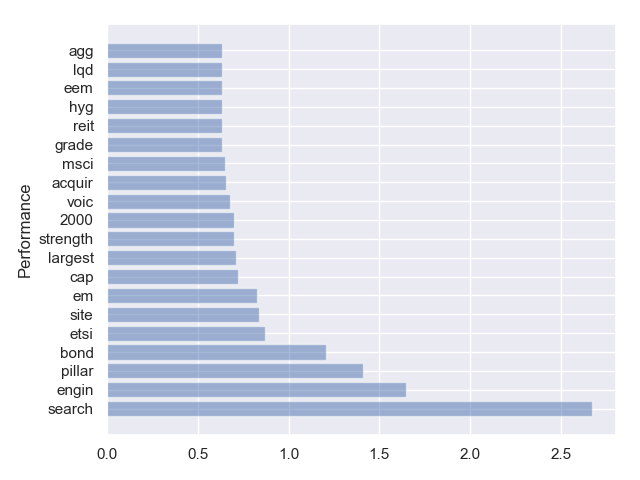 agg
lqd
eem
hyg
reit
grade
msci
acquir
voic
2000
strength
largest
cap
em
site
etsi
bond
pillar
engin
search
Performance
0.0 0.5 1.0 1.5 2.0 2.5